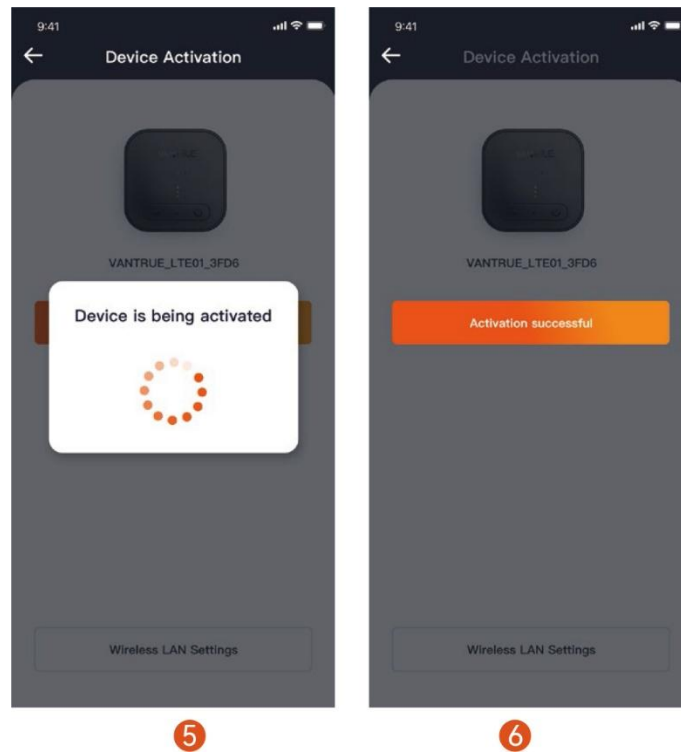 9:41
Device Activation
VANTRUE_LTE01_3FD6
Device is being activated
Wireless LAN Settings
5
9:41
Device Activation
VANTRUE_LTE01_3FD6
Activation successful
Wireless LAN Settings
6